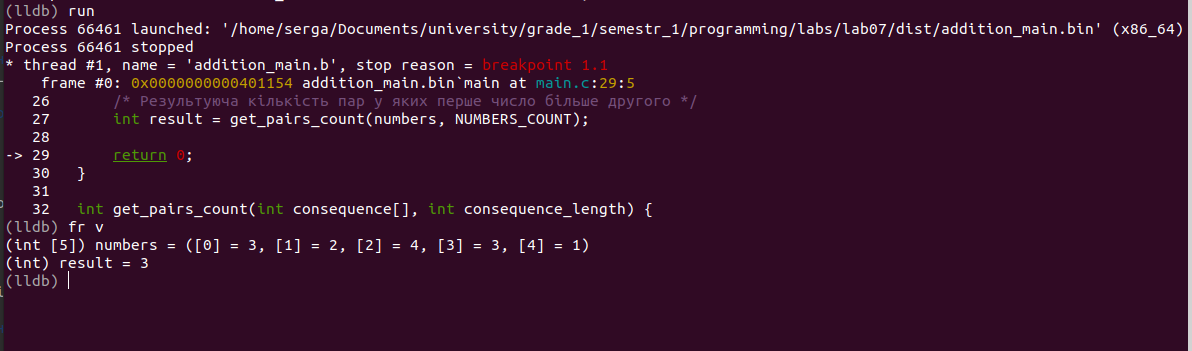 (lldb) run
Process 66461 launched: '/home/serga/Documents/university/grade_1/semestr_1/programming/labs/lab07/dist/addition_main.bin' (x86_64)
Process 66461 stopped
* thread #1, name = 'addition_main.b', stop reason = breakpoint 1.1
    frame #0: 0x0000000000401154 addition_main.bin`main at main.c:29:5
   26  	    /* Результуюча кількість пар у яких перше число більше другого */
   27  	    int result = get_pairs_count(numbers, NUMBERS_COUNT);
   28
-> 29  	    return 0;
   30  	}
   31
   32  	int get_pairs_count(int consequence[], int consequence_length) {
(lldb) fr v
(int [5]) numbers = ([0] = 3, [1] = 2, [2] = 4, [3] = 3, [4] = 1)
(int) result = 3
(lldb)